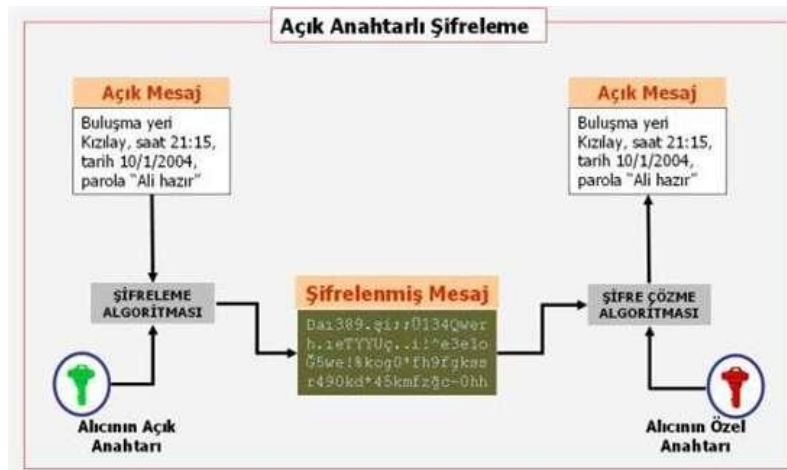 Açık Anahtarlı Şifreleme
Açık Mesaj
Buluşma yeri
Kızılay, saat 21:15,
tarih 10/1/2004,
parola "Ali hazır"
Açık Mesaj
Buluşma yeri
Kızılay, saat 21:15,
tarih 10/1/2004,
parola "Ali hazır"
ŞİFRELEME
ALGORİTMASI
Şifrelenmiş Mesaj
ŞİFRE ÇÖZME
ALGORİTMASI
Alıcının Açık
Anahtarı
Alıcının Özel
Anahtarı